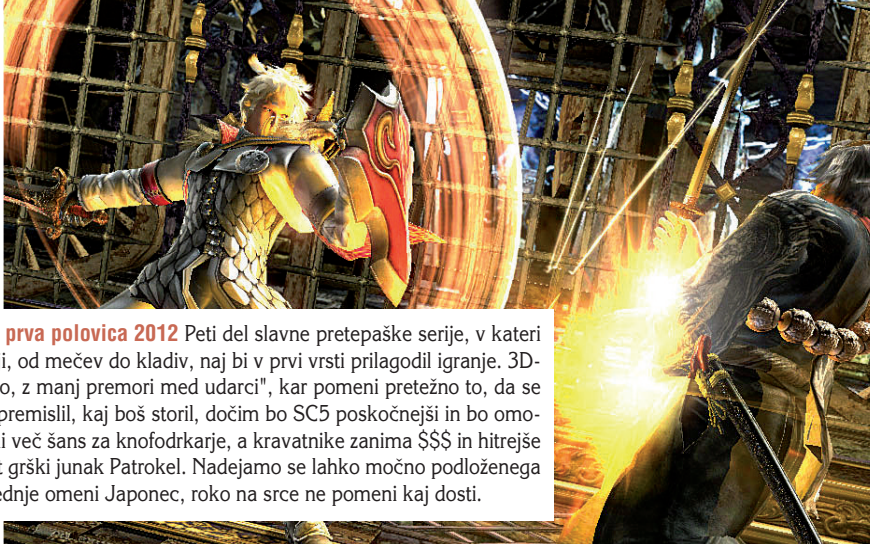 prva polovica 2012 Peti del slavne pretepaške serije, v kateri
i, od mečev do kladiv, naj bi v prvi vrsti prilagodil igranje. 3D-
o, z manj premori med udarci", kar pomeni pretežno to, da se
premislil, kaj boš storil, dočim bo SC5 poskočnejši in bo omo-
i več šans za knofodrkarje, a kravatnike zanima $$$ in hitrejše
t grški junak Patrokel. Nadejamo se lahko močno podloženega
ednje omeni Japonec, roko na srce ne pomeni kaj dosti.